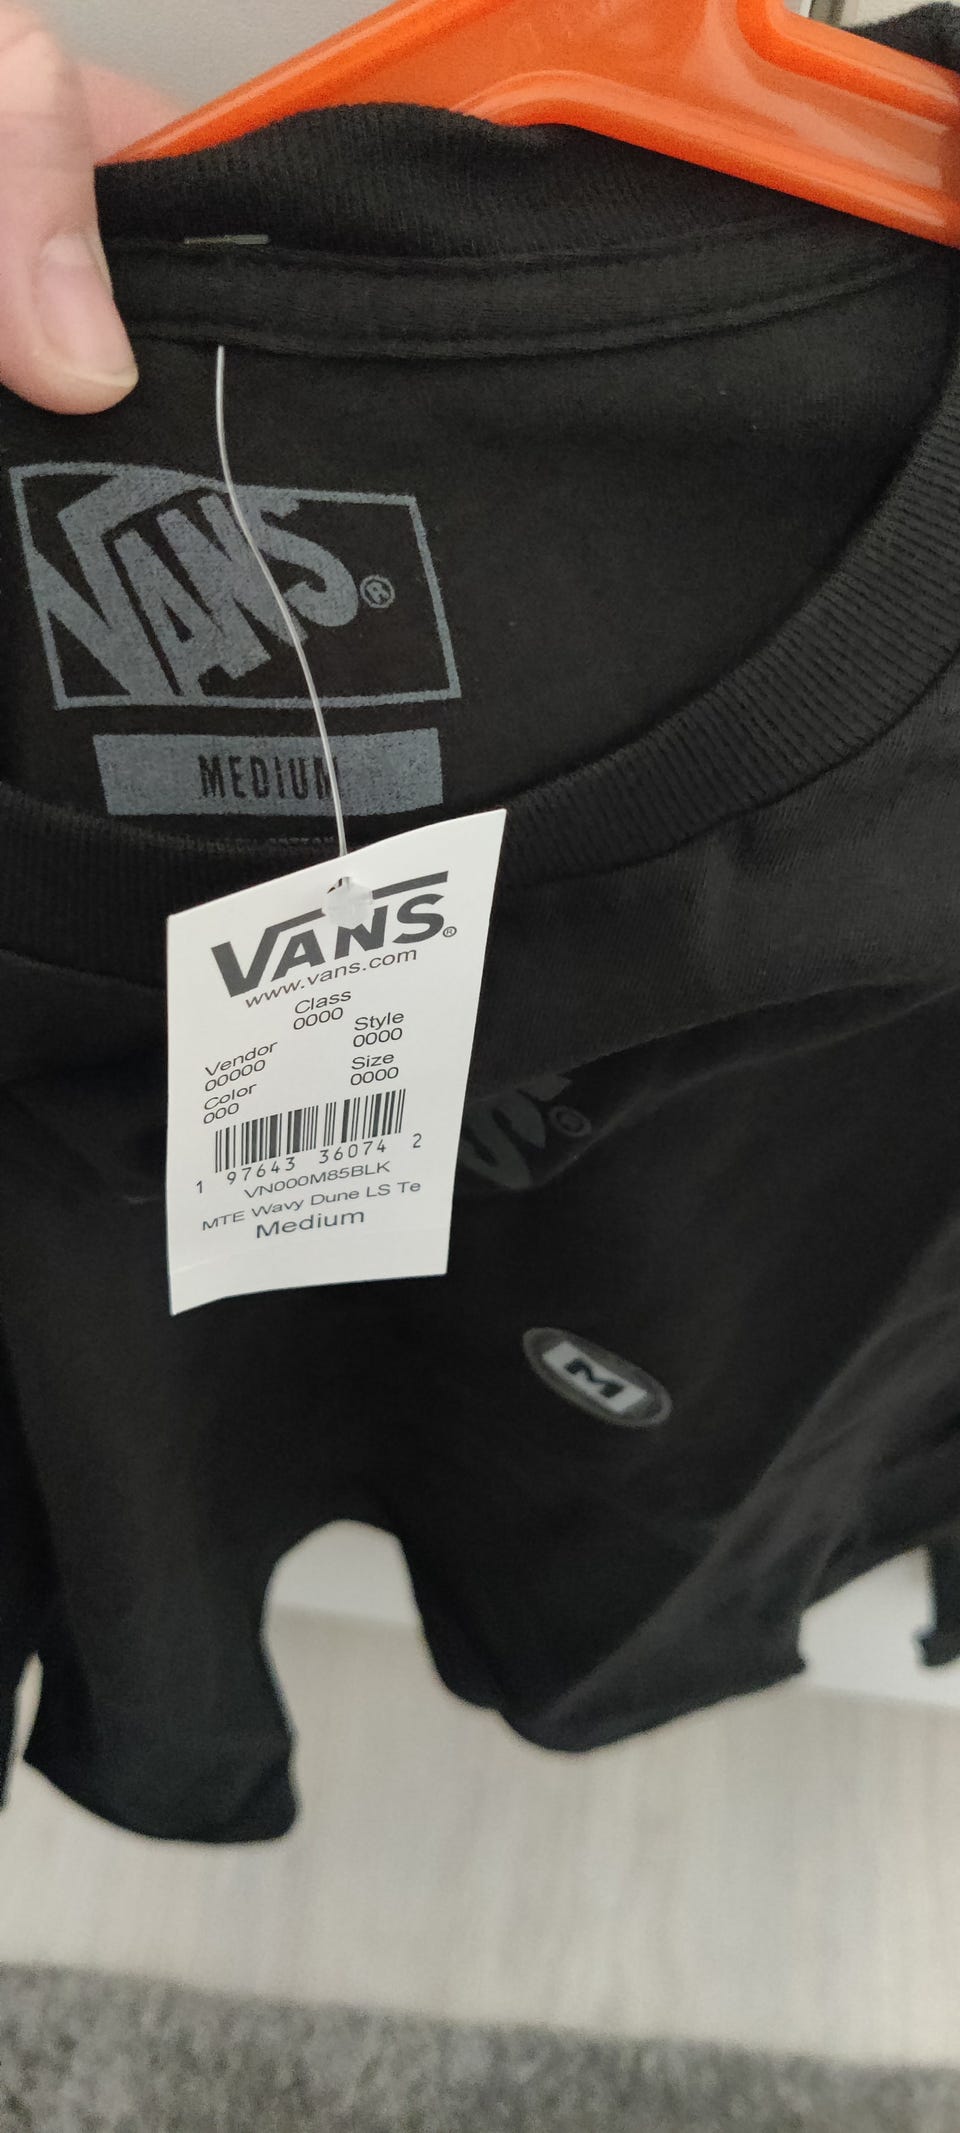 VANS®
MEDIUM
VANS®
www.vans.com
Class
0000
Style
0000
Vendor
00000
Size
0000
Color
000
1 97643 36074 2
VN000M85BLK
MTE Wavy Dune LS Te
Medium
M